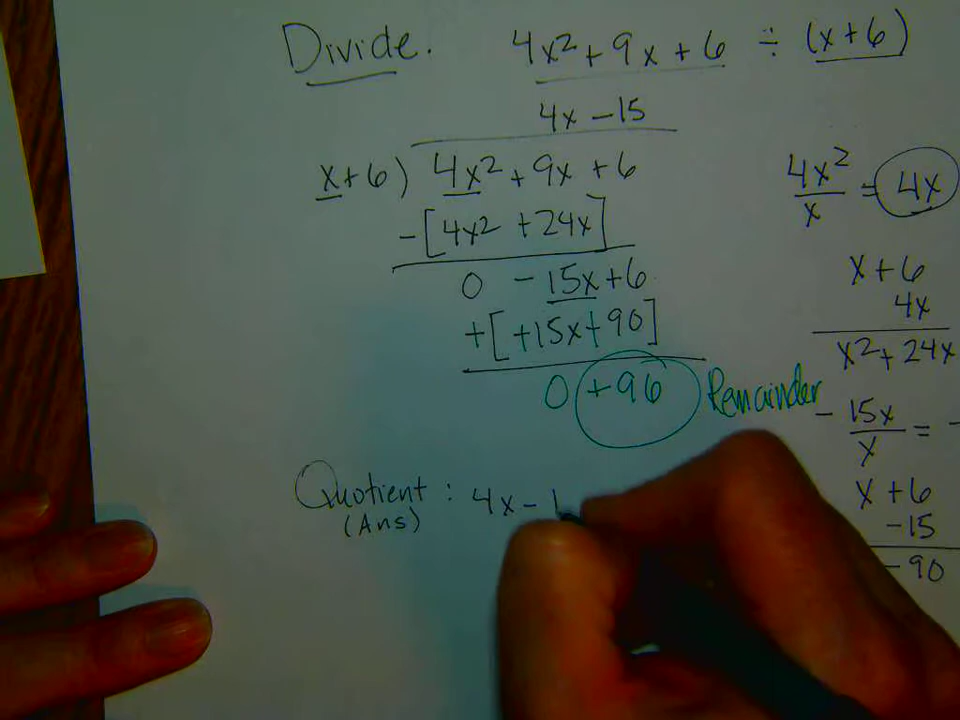 Divide. 4x² + 9x + 6 ÷ (x + 6)
4x - 15
x + 6 ) 4x² + 9x + 6
- [ 4x² + 24x ]
0 - 15x + 6
+ [ + 15x + 90 ]
0 + 96 Remainder
Quotient : 4x - 1
(Ans)
4x² / x = 4x
x + 6
4x
x² + 24x
- 15x / x = -
x + 6
- 15
- 90